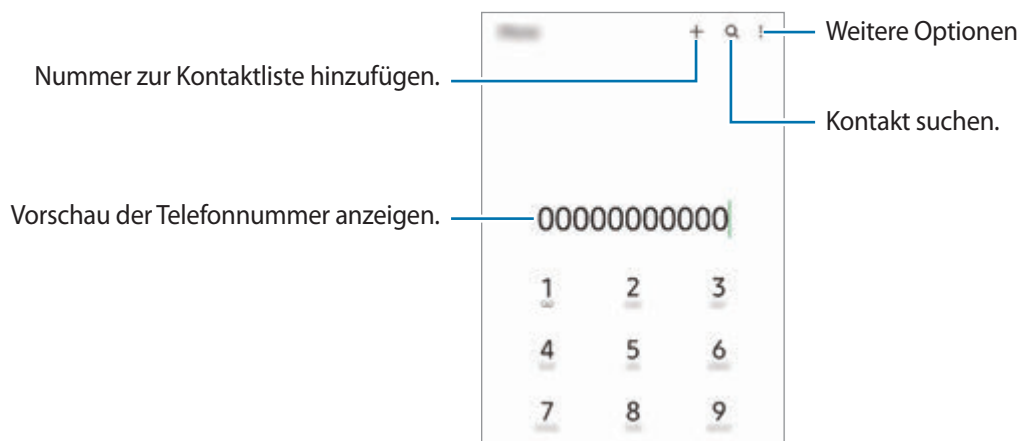 Weitere Optionen
Nummer zur Kontaktliste hinzufügen.
Kontakt suchen.
Vorschau der Telefonnummer anzeigen.
00000000000
1 2 3
4 5 6
7 8 9